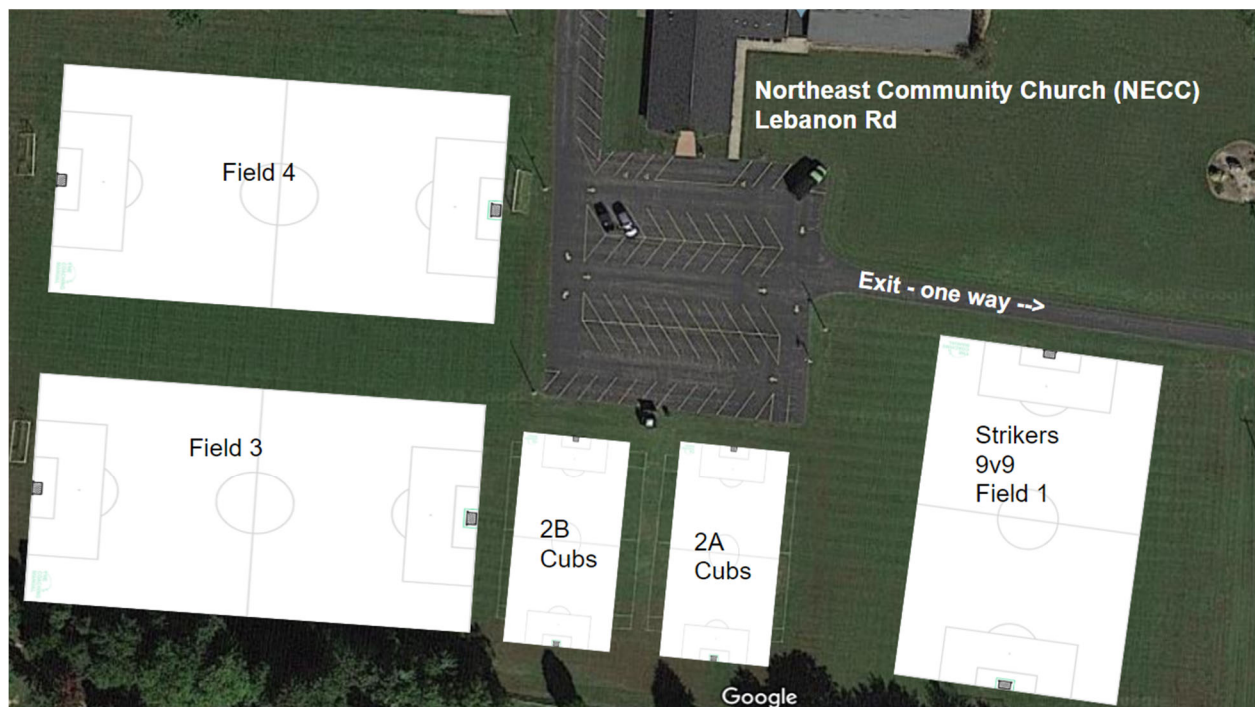 Northeast Community Church (NECC)
Lebanon Rd
Field 4
Exit - one way -->
Strikers
9v9
Field 1
Field 3
2B
Cubs
2A
Cubs
Google